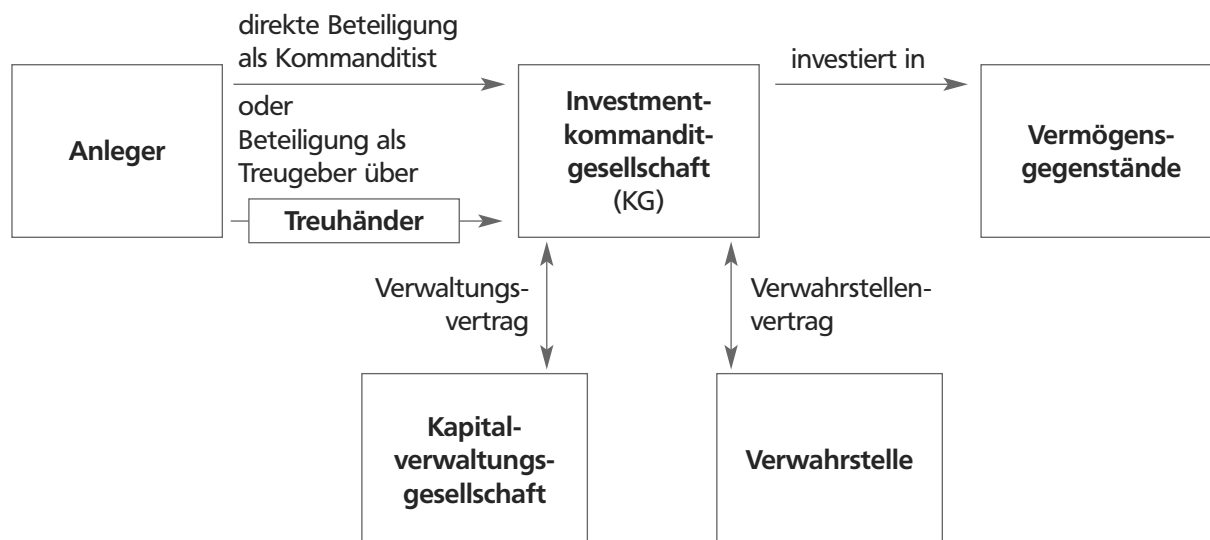 direkte Beteiligung
als Kommanditist
oder
Beteiligung als
Treugeber über
Treuhänder
Anleger
Investment-
kommandit-
gesellschaft
(KG)
investiert in
Vermögens-
gegenstände
Verwaltungs-
vertrag
Verwahrstellen-
vertrag
Kapital-
verwaltungs-
gesellschaft
Verwahrstelle